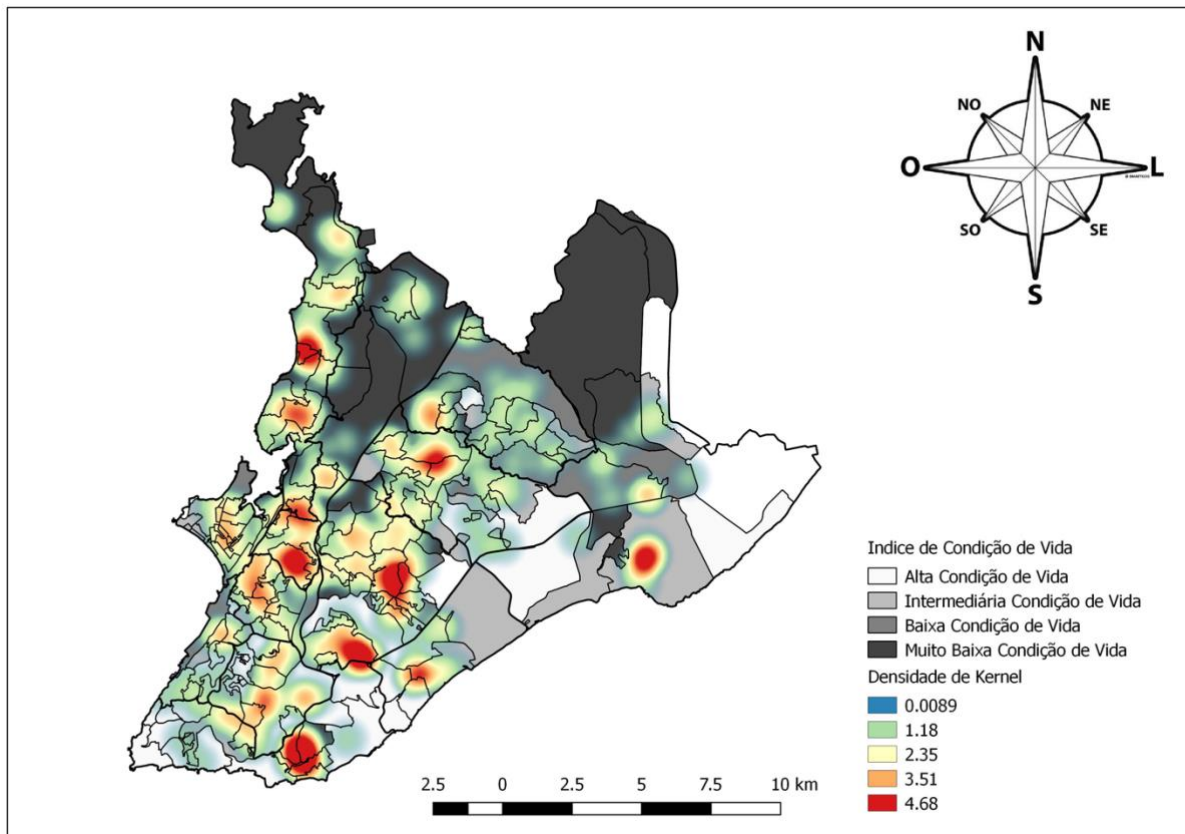 N
NO
NE
O
L
SO
SE
S
Indice de Condição de Vida
Alta Condição de Vida
Intermediária Condição de Vida
Baixa Condição de Vida
Muito Baixa Condição de Vida
Densidade de Kernel
0.0089
1.18
2.35
3.51
4.68
2.5 0 2.5 5 7.5 10 km